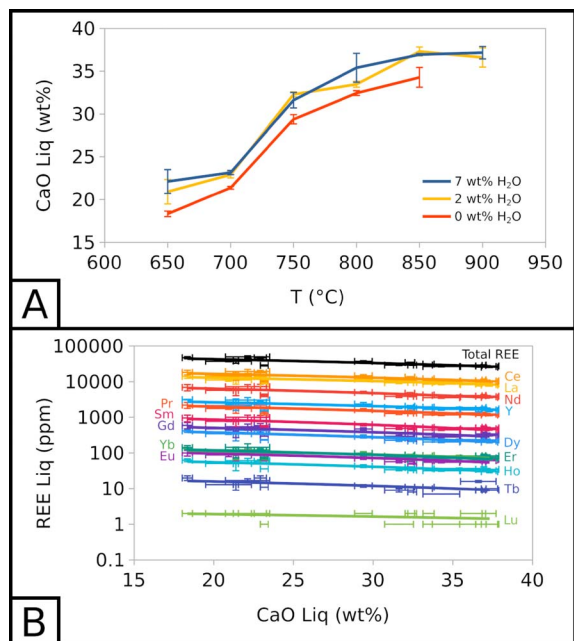 40
35
30
25
20
15
CaO Liq (wt%)
7 wt% H₂O
2 wt% H₂O
0 wt% H₂O
600 650 700 750 800 850 900 950
T (°C)
A
100000
10000
1000
100
10
1
0.1
REE Liq (ppm)
Total REE
Ce
La
Nd
Pr
Y
Sm
Gd
Dy
Yb
Er
Eu
Ho
Tb
Lu
15 20 25 30 35 40
CaO Liq (wt%)
B